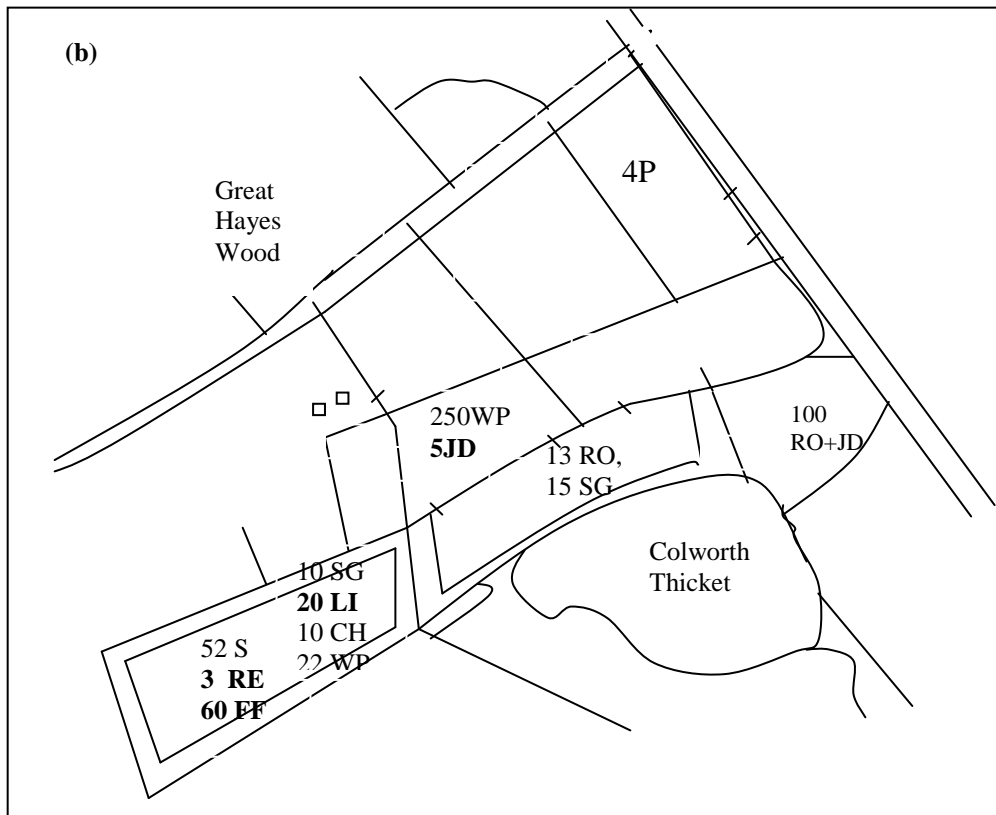 (b)
4P
Great
Hayes
Wood
250WP
5JD
100
RO+JD
13 RO,
15 SG
Colworth
Thicket
10 SG
20 LI
10 CH
22 WP
52 S
3 RE
60 FF